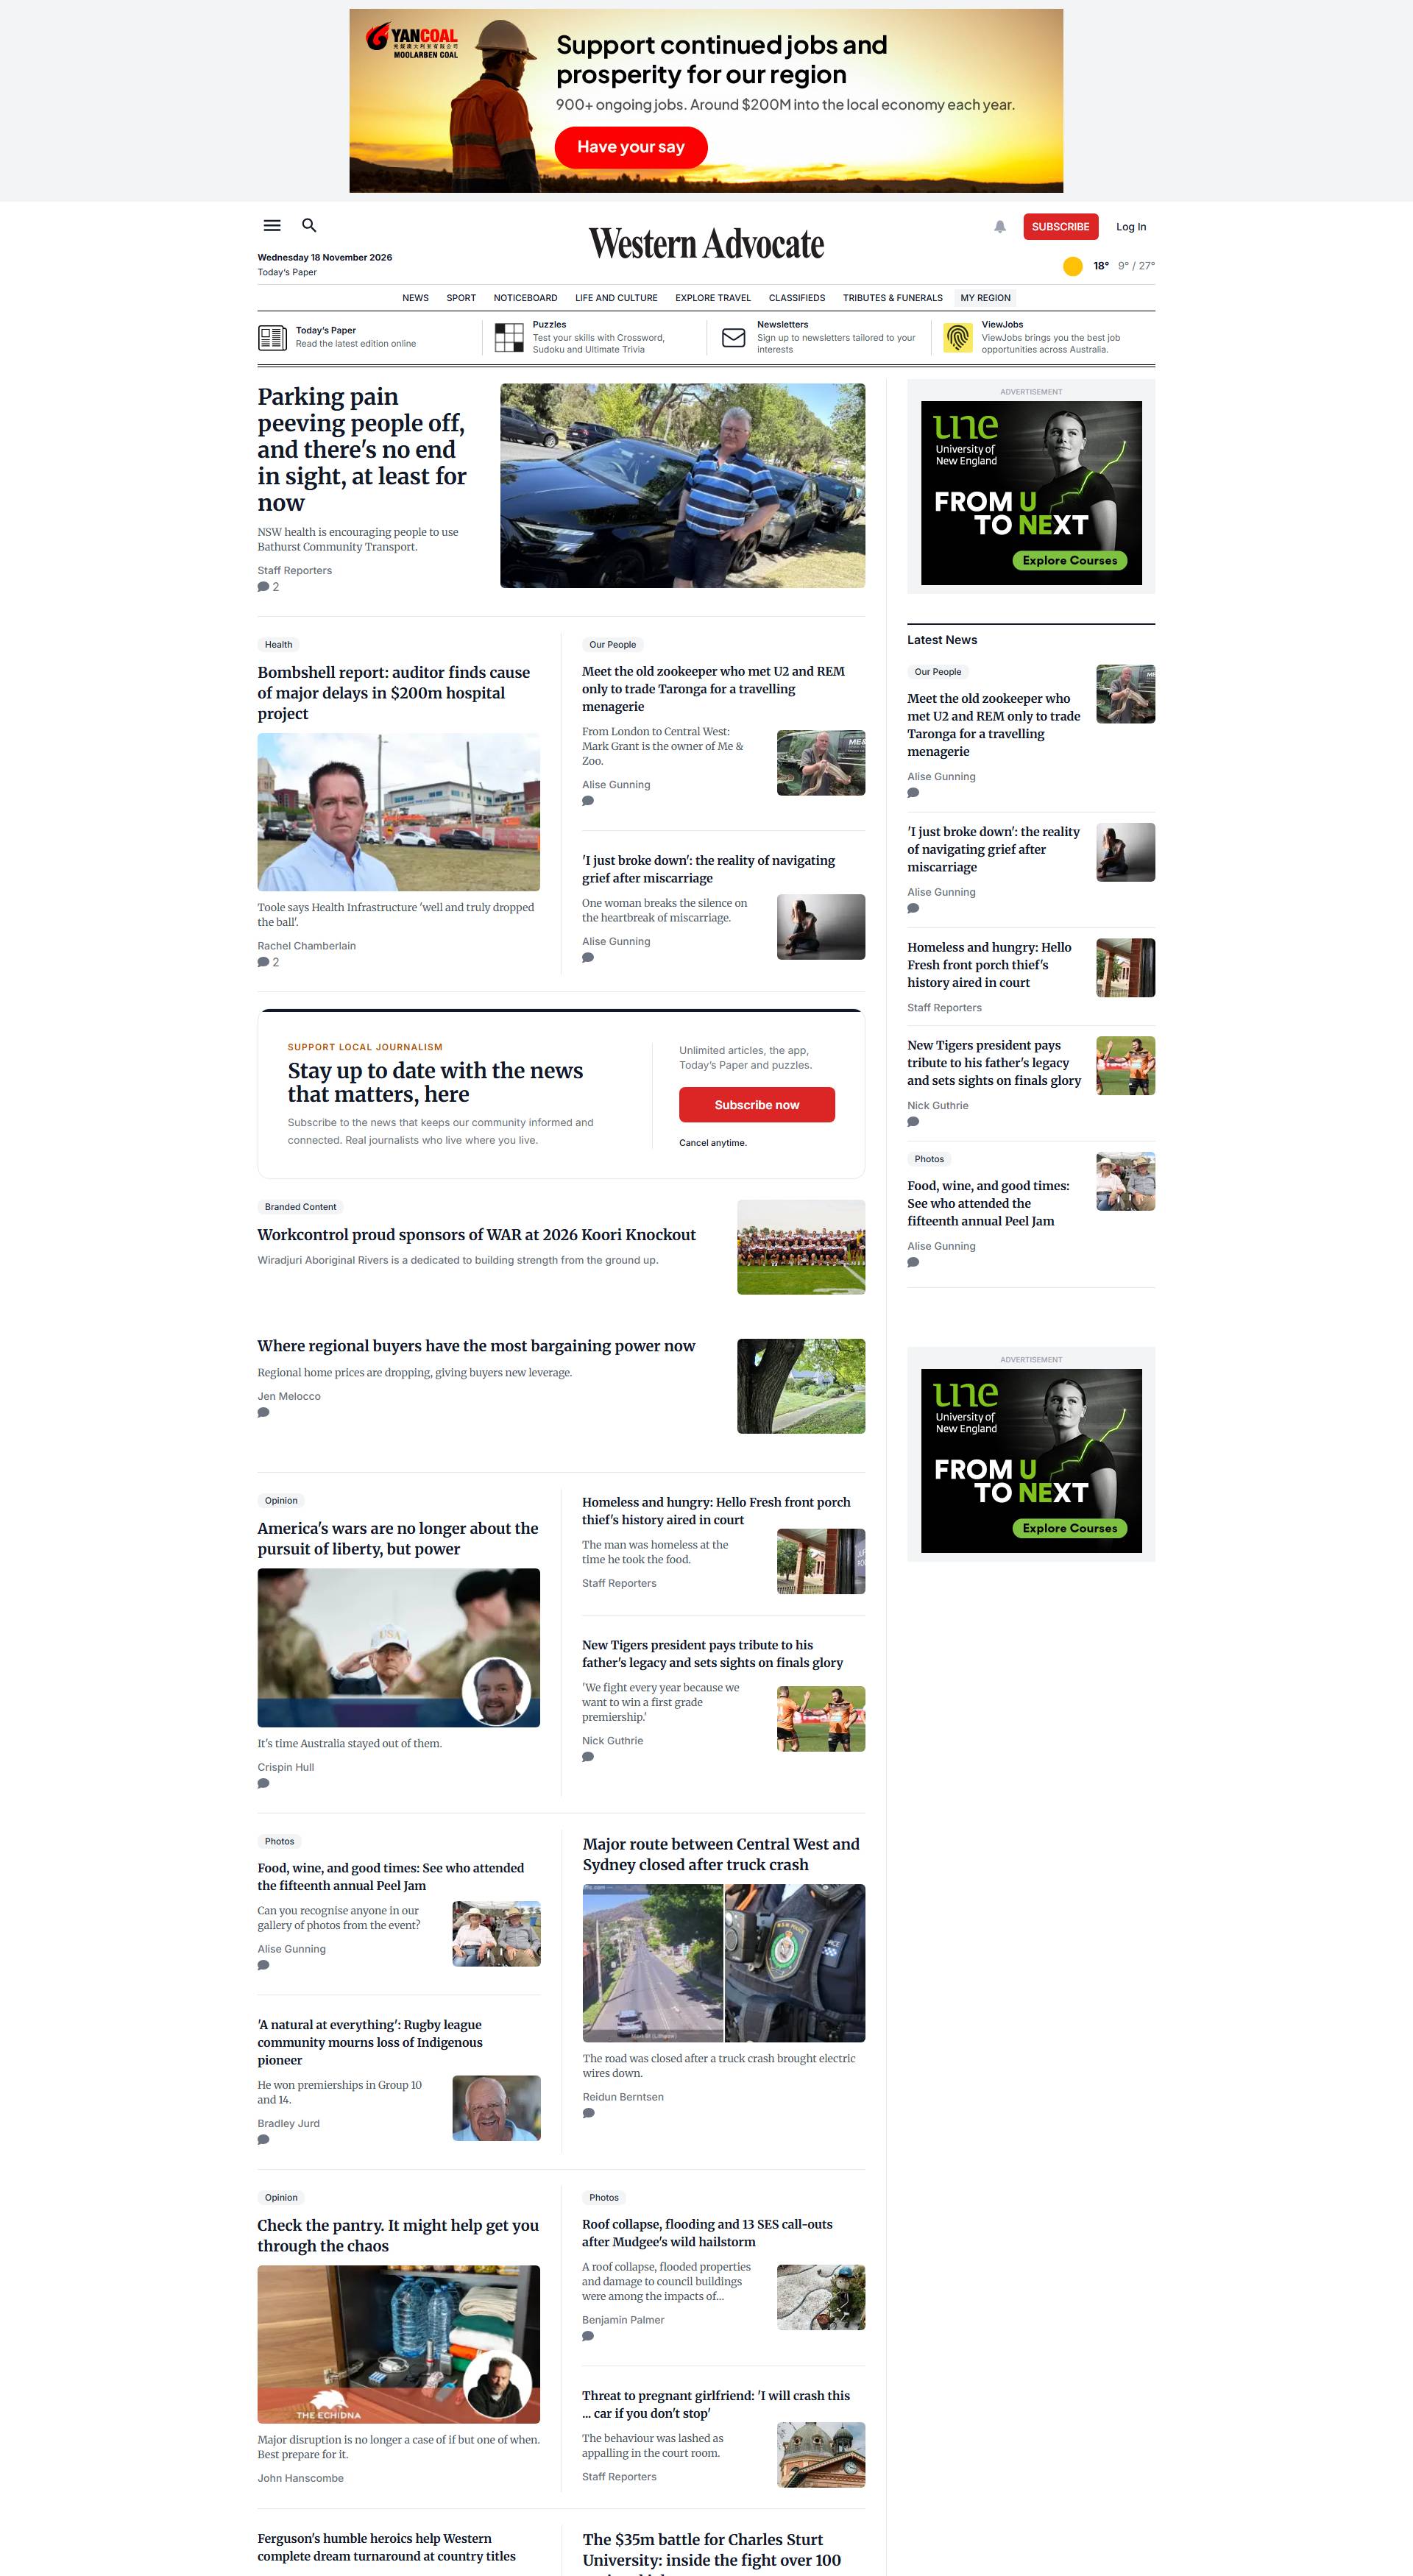 YANCOAL
MOOLARBEN COAL
Support continued jobs and
prosperity for our region
900+ ongoing jobs. Around $200M into the local economy each year.
Have your say
SUBSCRIBE
Log In
Western Advocate
Wednesday 18 November 2026
Today's Paper
18° 9° / 27°
NEWS SPORT NOTICEBOARD LIFE AND CULTURE EXPLORE TRAVEL CLASSIFIEDS TRIBUTES & FUNERALS MY REGION
Today's Paper
Read the latest edition online
Puzzles
Test your skills with Crossword,
Sudoku and Ultimate Trivia
Newsletters
Sign up to newsletters tailored to your
interests
ViewJobs
ViewJobs brings you the best job
opportunities across Australia.
Parking pain
peeving people off,
and there's no end
in sight, at least for
now
NSW health is encouraging people to use
Bathurst Community Transport.
Staff Reporters
2
Health
Bombshell report: auditor finds cause
of major delays in $200m hospital
project
Toole says Health Infrastructure 'well and truly dropped
the ball'.
Rachel Chamberlain
2
Our People
Meet the old zookeeper who met U2 and REM
only to trade Taronga for a travelling
menagerie
From London to Central West:
Mark Grant is the owner of Me &
Zoo.
Alise Gunning
'I just broke down': the reality of navigating
grief after miscarriage
One woman breaks the silence on
the heartbreak of miscarriage.
Alise Gunning
SUPPORT LOCAL JOURNALISM
Stay up to date with the news
that matters, here
Subscribe to the news that keeps our community informed and
connected. Real journalists who live where you live.
Unlimited articles, the app,
Today's Paper and puzzles.
Subscribe now
Cancel anytime.
Branded Content
Workcontrol proud sponsors of WAR at 2026 Koori Knockout
Wiradjuri Aboriginal Rivers is a dedicated to building strength from the ground up.
Where regional buyers have the most bargaining power now
Regional home prices are dropping, giving buyers new leverage.
Jen Melocco
Opinion
America's wars are no longer about the
pursuit of liberty, but power
USA
It's time Australia stayed out of them.
Crispin Hull
Homeless and hungry: Hello Fresh front porch
thief's history aired in court
The man was homeless at the
time he took the food.
Staff Reporters
New Tigers president pays tribute to his
father's legacy and sets sights on finals glory
'We fight every year because we
want to win a first grade
premiership.'
Nick Guthrie
Photos
Food, wine, and good times: See who attended
the fifteenth annual Peel Jam
Can you recognise anyone in our
gallery of photos from the event?
Alise Gunning
'A natural at everything': Rugby league
community mourns loss of Indigenous
pioneer
He won premierships in Group 10
and 14.
Bradley Jurd
Major route between Central West and
Sydney closed after truck crash
The road was closed after a truck crash brought electric
wires down.
Reidun Berntsen
Opinion
Check the pantry. It might help get you
through the chaos
THE ECHIDNA
Major disruption is no longer a case of if but one of when.
Best prepare for it.
John Hanscombe
Photos
Roof collapse, flooding and 13 SES call-outs
after Mudgee's wild hailstorm
A roof collapse, flooded properties
and damage to council buildings
were among the impacts of...
Benjamin Palmer
Threat to pregnant girlfriend: 'I will crash this
... car if you don't stop'
The behaviour was lashed as
appalling in the court room.
Staff Reporters
Ferguson's humble heroics help Western
complete dream turnaround at country titles
The $35m battle for Charles Sturt
University: inside the fight over 100
ADVERTISEMENT
une
University of
New England
FROM U
TO NEXT
Explore Courses
Latest News
Our People
Meet the old zookeeper who
met U2 and REM only to trade
Taronga for a travelling
menagerie
Alise Gunning
'I just broke down': the reality
of navigating grief after
miscarriage
Alise Gunning
Homeless and hungry: Hello
Fresh front porch thief's
history aired in court
Staff Reporters
New Tigers president pays
tribute to his father's legacy
and sets sights on finals glory
Nick Guthrie
Photos
Food, wine, and good times:
See who attended the
fifteenth annual Peel Jam
Alise Gunning
ADVERTISEMENT
une
University of
New England
FROM U
TO NEXT
Explore Courses